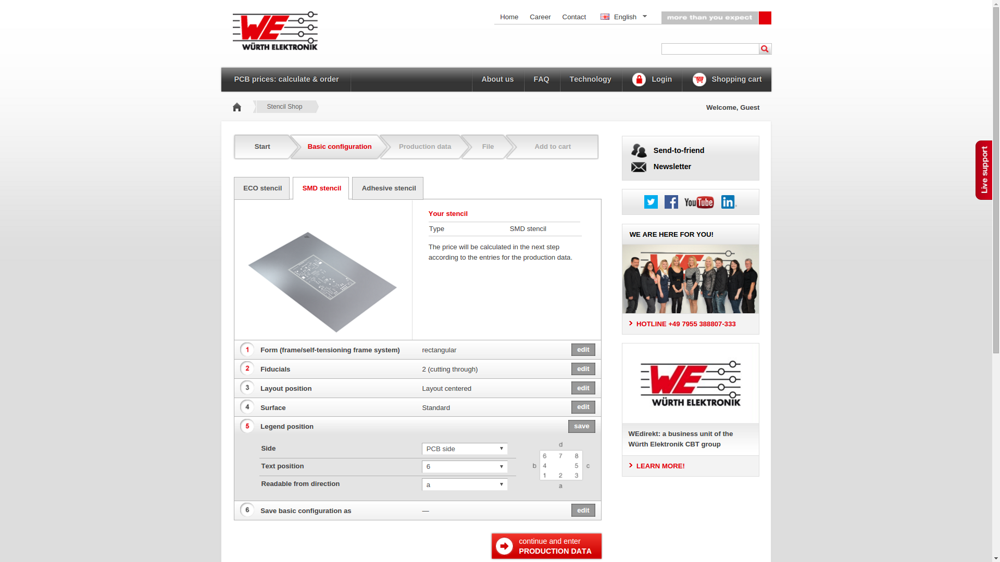 WE
WÜRTH ELEKTRONIK
Home
Career
Contact
English
more than you expect
PCB prices: calculate & order
About us
FAQ
Technology
Login
Shopping cart
Stencil Shop
Welcome, Guest
Start
Basic configuration
Production data
File
Add to cart
ECO stencil
SMD stencil
Adhesive stencil
Your stencil
Type SMD stencil
The price will be calculated in the next step
according to the entries for the production data.
1 Form (frame/self-tensioning frame system) rectangular edit
2 Fiducials 2 (cutting through) edit
3 Layout position Layout centered edit
4 Surface Standard edit
5 Legend position save
Side PCB side
Text position 6
Readable from direction a
d
6 7 8
b 4 5 c
1 2 3
a
6 Save basic configuration as — edit
continue and enter
PRODUCTION DATA
Send-to-friend
Newsletter
YouTube
in
WE ARE HERE FOR YOU!
HOTLINE +49 7955 388807-333
WE
WÜRTH ELEKTRONIK
WEdirekt: a business unit of the
Würth Elektronik CBT group
LEARN MORE!
Live support